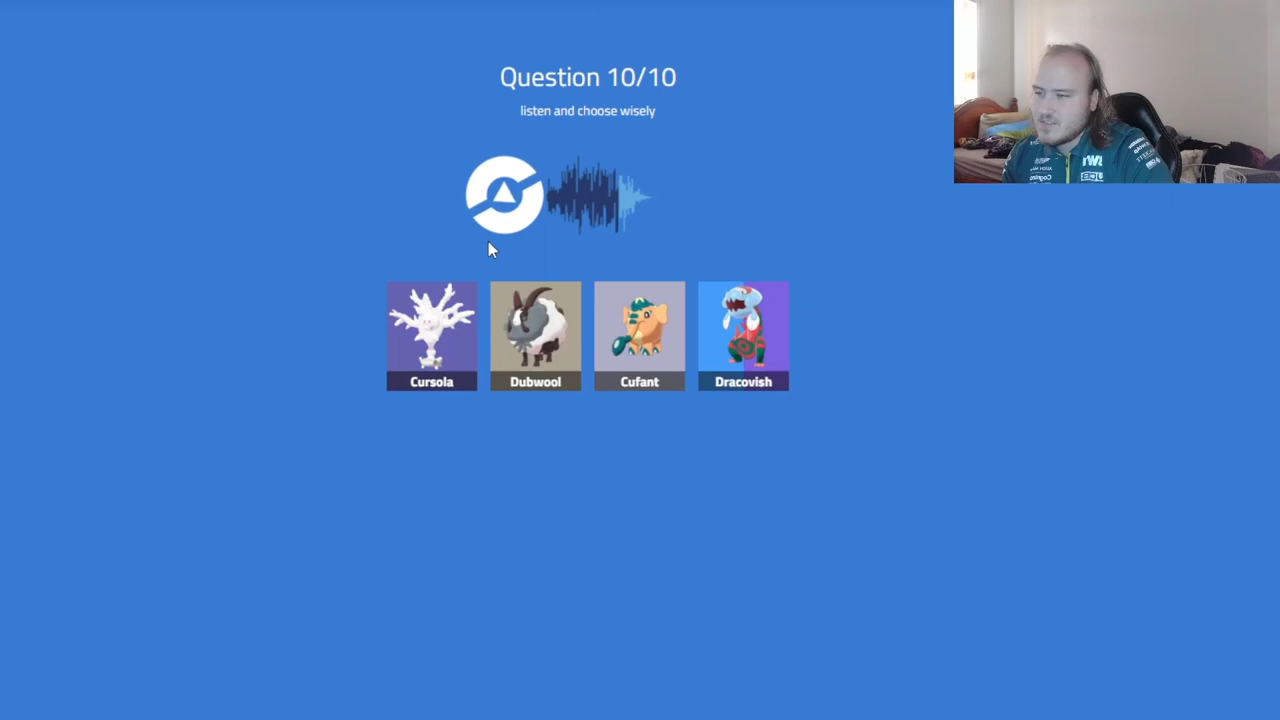 Question 10/10
listen and choose wisely
Cursola
Dubwool
Cufant
Dracovish